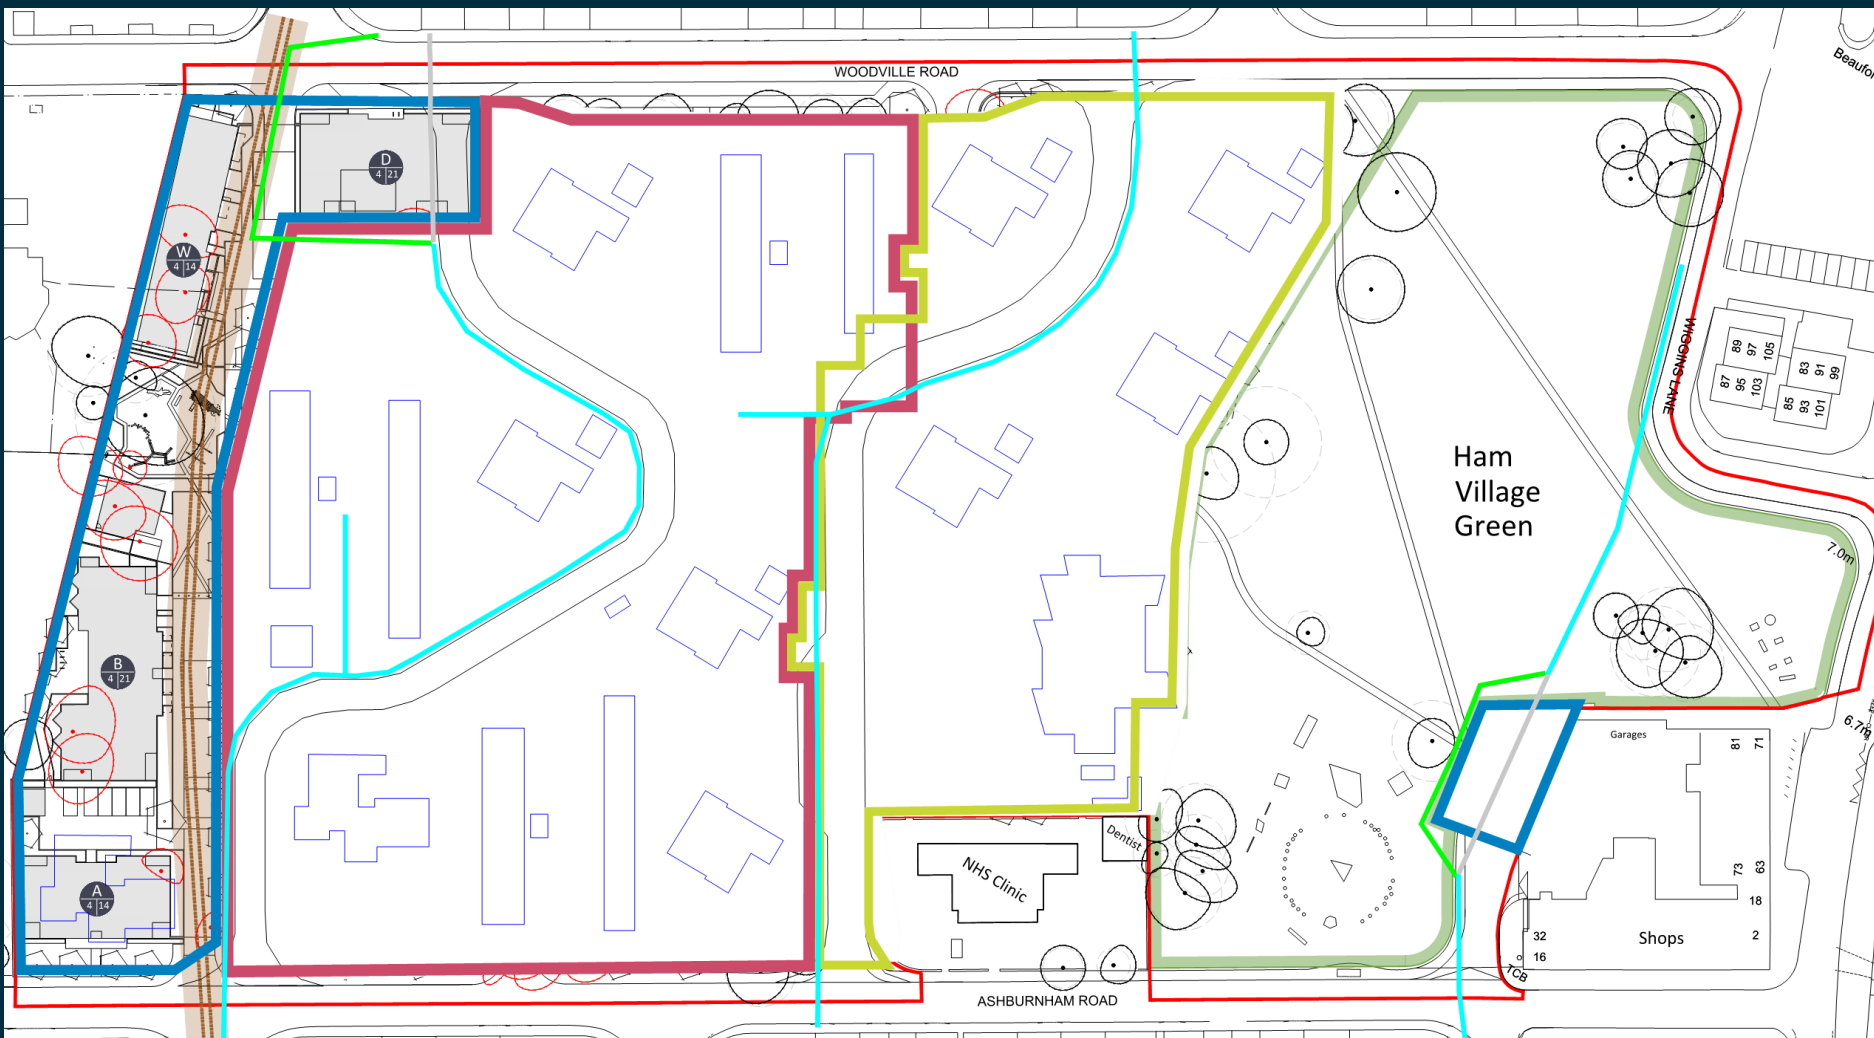 WOODVILLE ROAD
Beaufor
D
4 21
W
4 14
WIGGINS LANE
89
97
105
87
95
103
83
91
99
85
93
101
Ham
Village
Green
7.0m
6.7m
B
4 21
A
4 14
Garages
81
71
73
63
18
2
32
16
Shops
TCB
Dentist
NHS Clinic
ASHBURNHAM ROAD